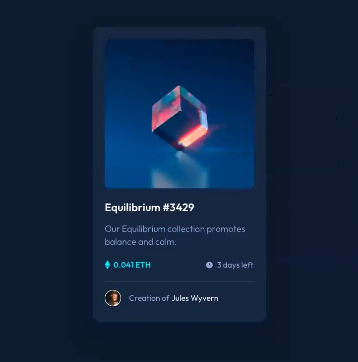 Equilibrium #3429
Our Equilibrium collection promotes
balance and calm.
0.041 ETH
3 days left
Creation of Jules Wyvern